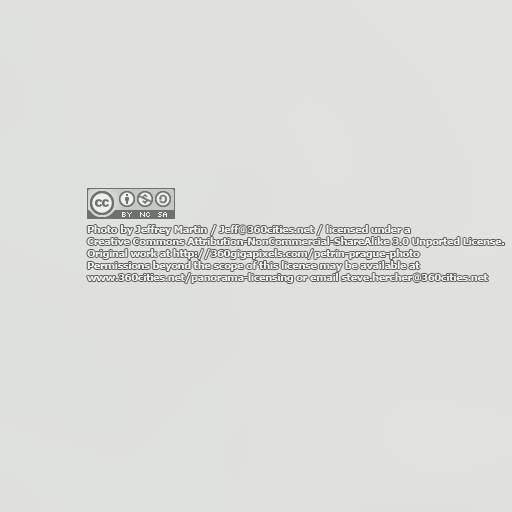 cc BY NC SA
Photo by Jeffrey Martin / Jeff@360cities.net / licensed under a
Creative Commons Attribution-NonCommercial-ShareAlike 3.0 Unported License.
Original work at http://360gigapixels.com/petrin-prague-photo
Permissions beyond the scope of this license may be available at
www.360cities.net/panorama-licensing or email steve.hercher@360cities.net